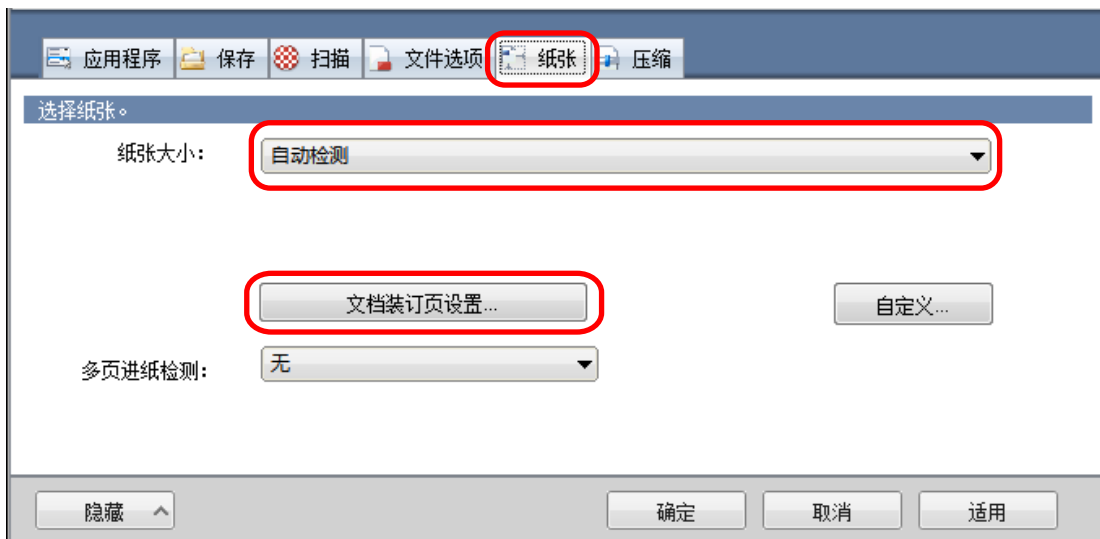 应用程序 保存 扫描 文件选项 纸张 压缩
选择纸张。
纸张大小： 自动检测
文档装订页设置... 自定义...
多页进纸检测： 无
隐藏 确定 取消 适用